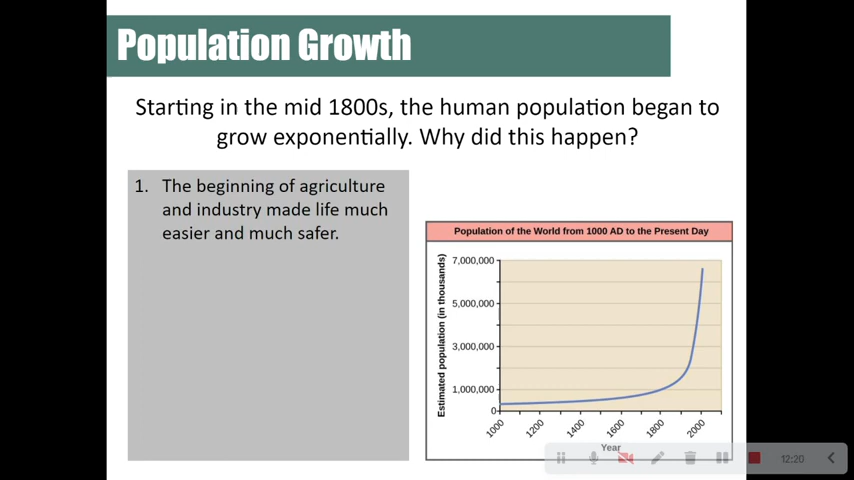 Population Growth
Starting in the mid 1800s, the human population began to
grow exponentially. Why did this happen?
1. The beginning of agriculture
and industry made life much
easier and much safer.
Population of the World from 1000 AD to the Present Day
Estimated population (in thousands)
7,000,000
5,000,000
3,000,000
1,000,000
0
1000
1200
1400
1600
1800
2000
Year
12:20